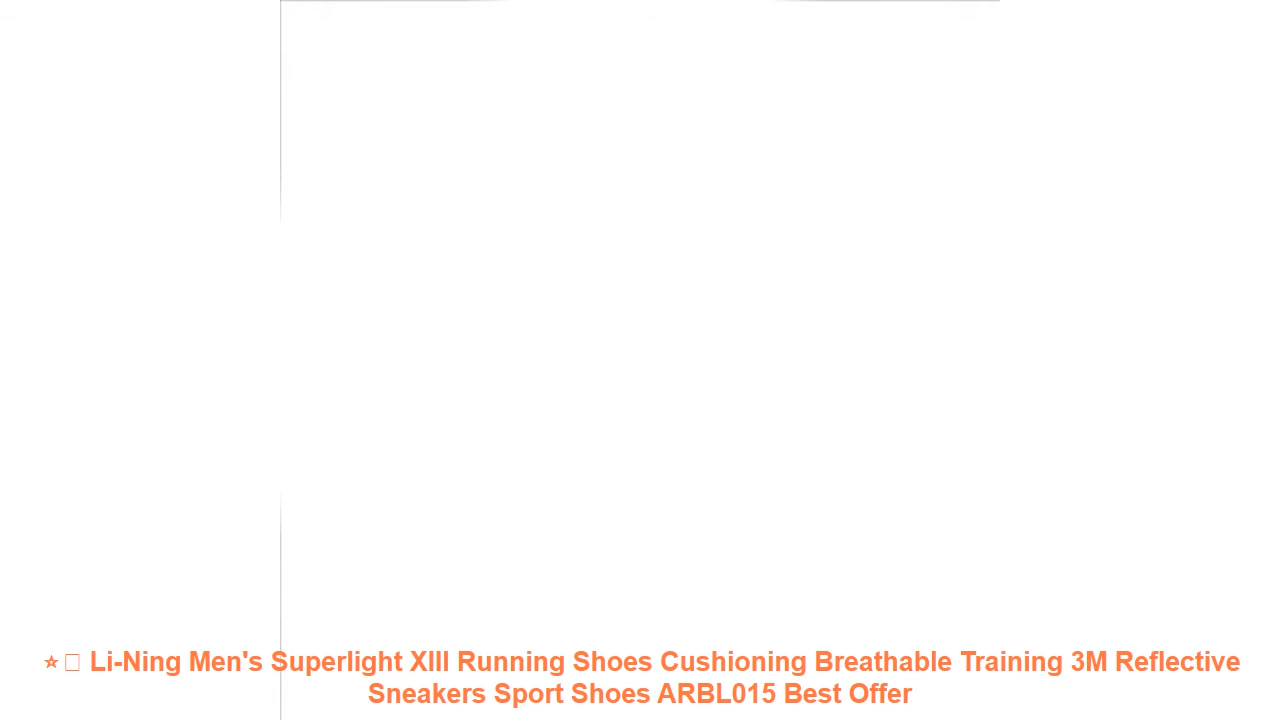 ⭐ Li-Ning Men's Superlight XIII Running Shoes Cushioning Breathable Training 3M Reflective
Sneakers Sport Shoes ARBL015 Best Offer